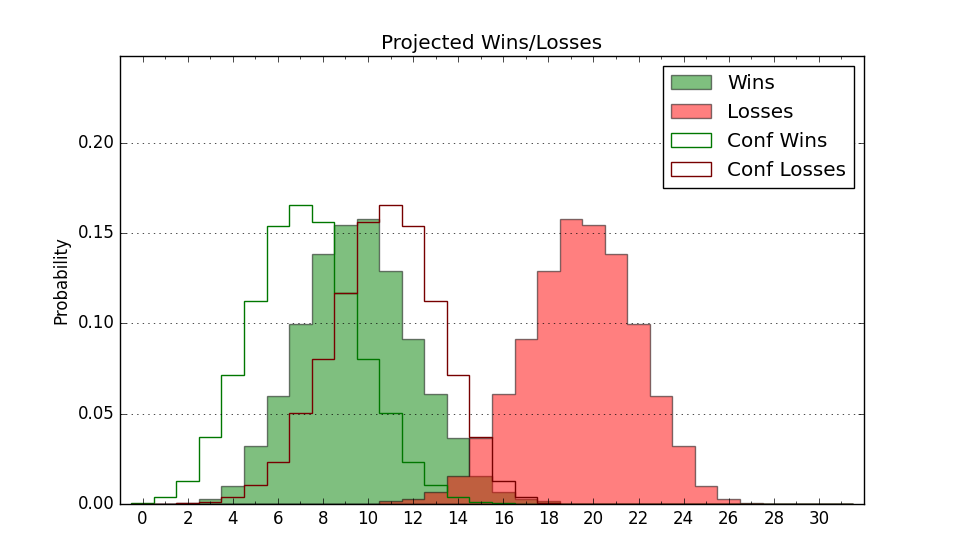 Projected Wins/Losses
Wins
Losses
Conf Wins
Conf Losses
Probability
0.20
0.15
0.10
0.05
0.00
0 2 4 6 8 10 12 14 16 18 20 22 24 26 28 30